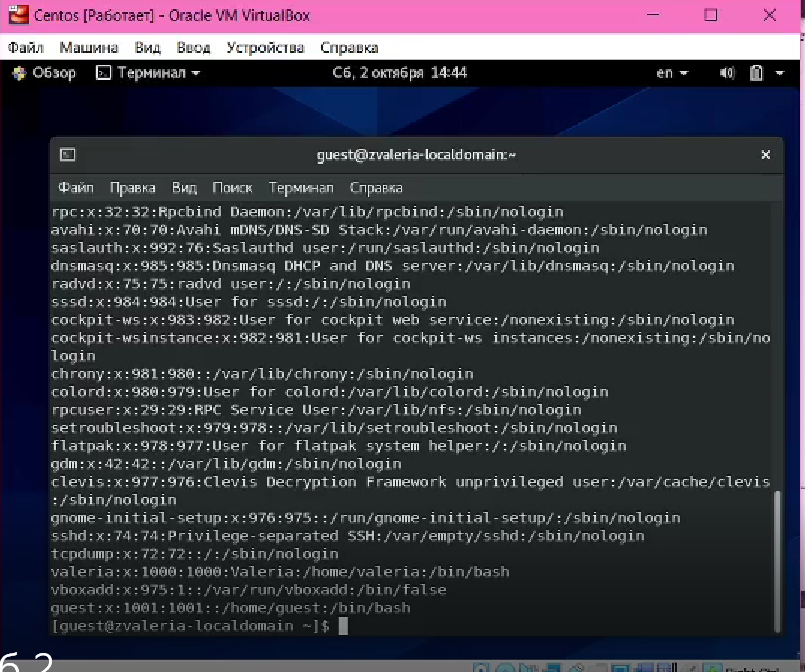 Centos [Работает] - Oracle VM VirtualBox
Файл Машина Вид Ввод Устройства Справка
Обзор Терминал Сб, 2 октября 14:44 en
guest@zvaleria-localdomain:~
Файл Правка Вид Поиск Терминал Справка
rpc:x:32:32:Rpcbind Daemon:/var/lib/rpcbind:/sbin/nologin
avahi:x:70:70:Avahi mDNS/DNS-SD Stack:/var/run/avahi-daemon:/sbin/nologin
saslauth:x:992:76:Saslauthd user:/run/saslauthd:/sbin/nologin
dnsmasq:x:985:985:Dnsmasq DHCP and DNS server:/var/lib/dnsmasq:/sbin/nologin
radvd:x:75:75:radvd user:/:/sbin/nologin
sssd:x:984:984:User for sssd:/:/sbin/nologin
cockpit-ws:x:983:982:User for cockpit web service:/nonexisting:/sbin/nologin
cockpit-wsinstance:x:982:981:User for cockpit-ws instances:/nonexisting:/sbin/no
login
chrony:x:981:980::/var/lib/chrony:/sbin/nologin
colord:x:980:979:User for colord:/var/lib/colord:/sbin/nologin
rpcuser:x:29:29:RPC Service User:/var/lib/nfs:/sbin/nologin
setroubleshoot:x:979:978::/var/lib/setroubleshoot:/sbin/nologin
flatpak:x:978:977:User for flatpak system helper:/:/sbin/nologin
gdm:x:42:42::/var/lib/gdm:/sbin/nologin
clevis:x:977:976:Clevis Decryption Framework unprivileged user:/var/cache/clevis
:/sbin/nologin
gnome-initial-setup:x:976:975::/run/gnome-initial-setup/:/sbin/nologin
sshd:x:74:74:Privilege-separated SSH:/var/empty/sshd:/sbin/nologin
tcpdump:x:72:72::/:/sbin/nologin
valeria:x:1000:1000:Valeria:/home/valeria:/bin/bash
vboxadd:x:975:1::/var/run/vboxadd:/bin/false
guest:x:1001:1001::/home/guest:/bin/bash
[guest@zvaleria-localdomain ~]$